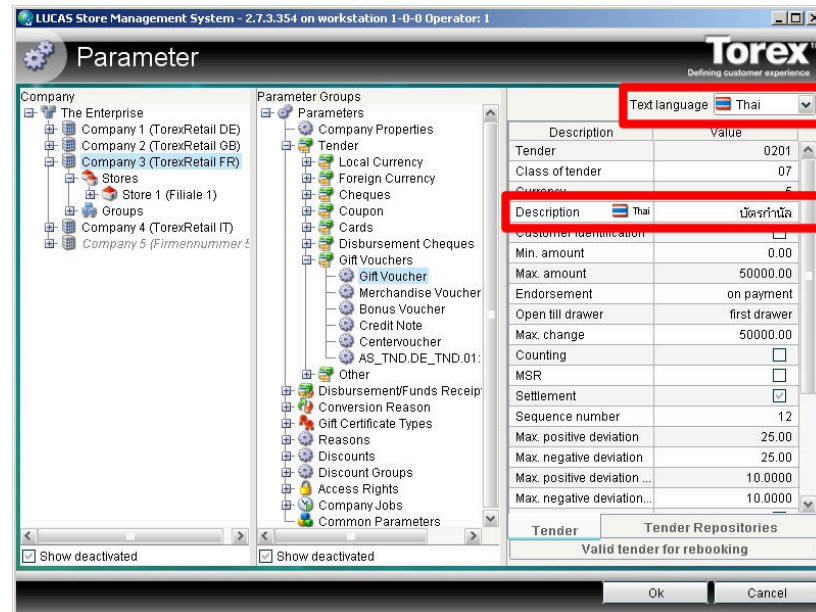 LUCAS Store Management System - 2.7.3.354 on workstation 1-0-0 Operator: 1
Parameter
Torex
Defining customer experience
Company
The Enterprise
Company 1 (TorexRetail DE)
Company 2 (TorexRetail GB)
Company 3 (TorexRetail FR)
Stores
Store 1 (Filiale 1)
Groups
Company 4 (TorexRetail IT)
Company 5 (Firmennummer 5
Show deactivated
Parameter Groups
Parameters
Company Properties
Tender
Local Currency
Foreign Currency
Cheques
Coupon
Cards
Disbursement Cheques
Gift Vouchers
Gift Voucher
Merchandise Voucher
Bonus Voucher
Credit Note
Centervoucher
AS_TND.DE_TND.01:
Other
Disbursement/Funds Receip
Conversion Reason
Gift Certificate Types
Reasons
Discounts
Discount Groups
Access Rights
Company Jobs
Common Parameters
Show deactivated
Text language Thai
Description Value
Tender 0201
Class of tender 07
Currency 5
Description Thai บัตรกำนัล
Customer identification
Min. amount 0.00
Max. amount 50000.00
Endorsement on payment
Open till drawer first drawer
Max. change 50000.00
Counting
MSR
Settlement
Sequence number 12
Max. positive deviation 25.00
Max. negative deviation 25.00
Max. positive deviation ... 10.0000
Max. negative deviation... 10.0000
Tender Tender Repositories
Valid tender for rebooking
Ok Cancel